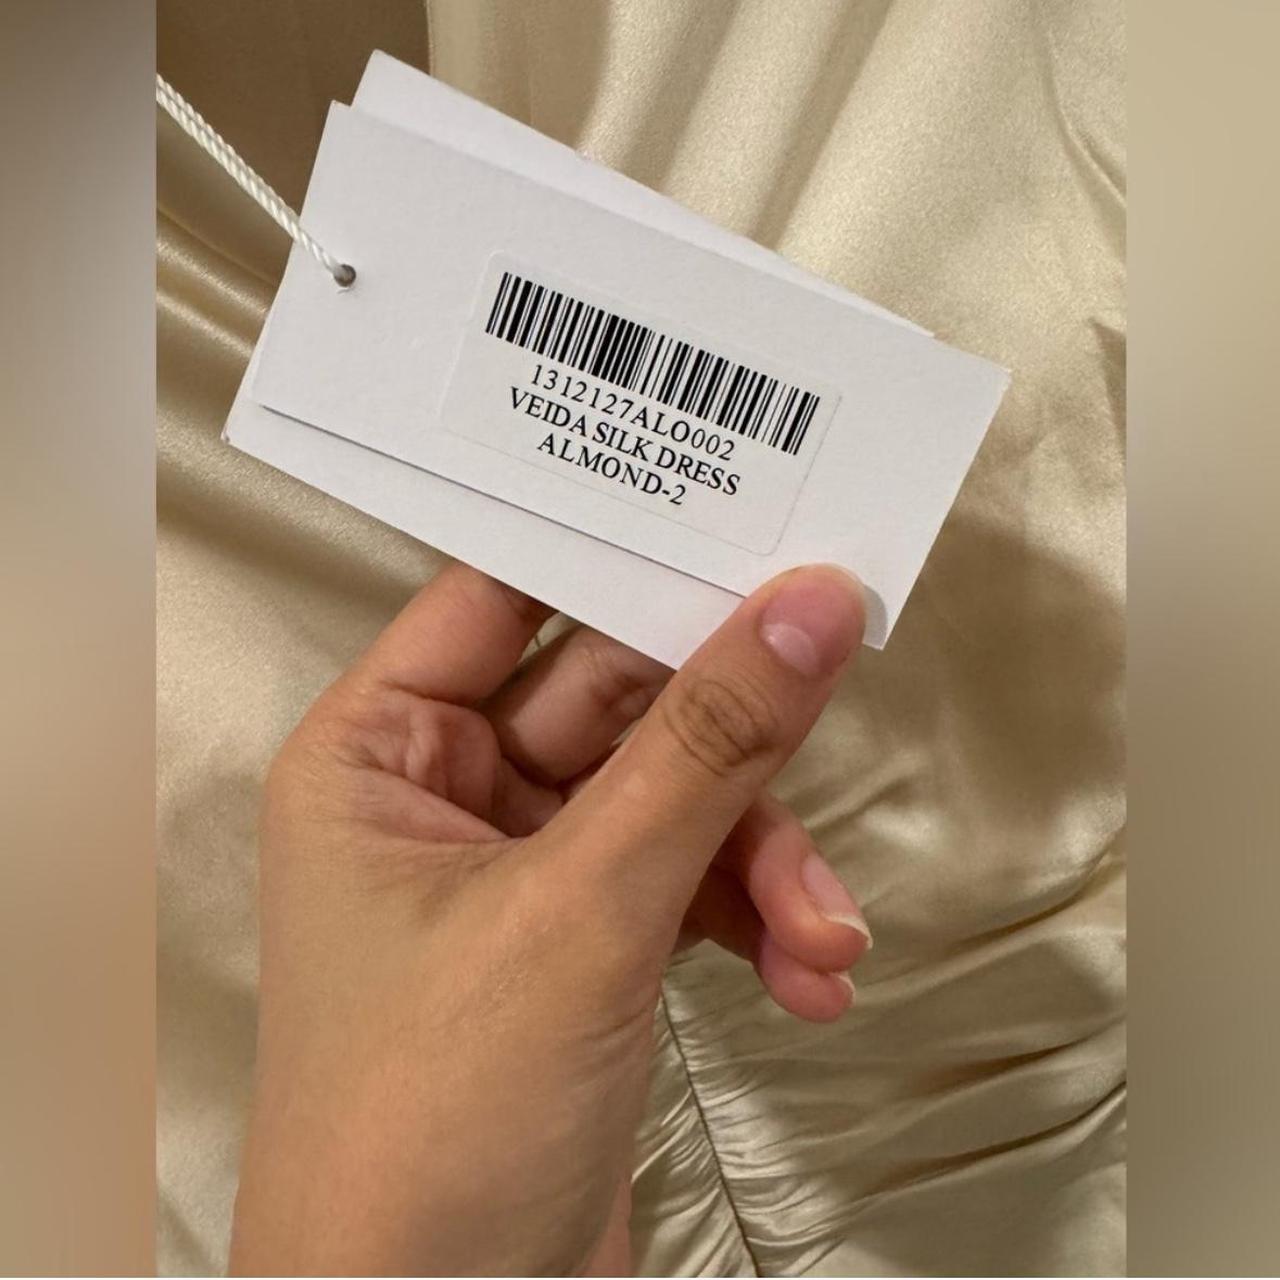 1312127ALO002
VEIDA SILK DRESS
ALMOND-2